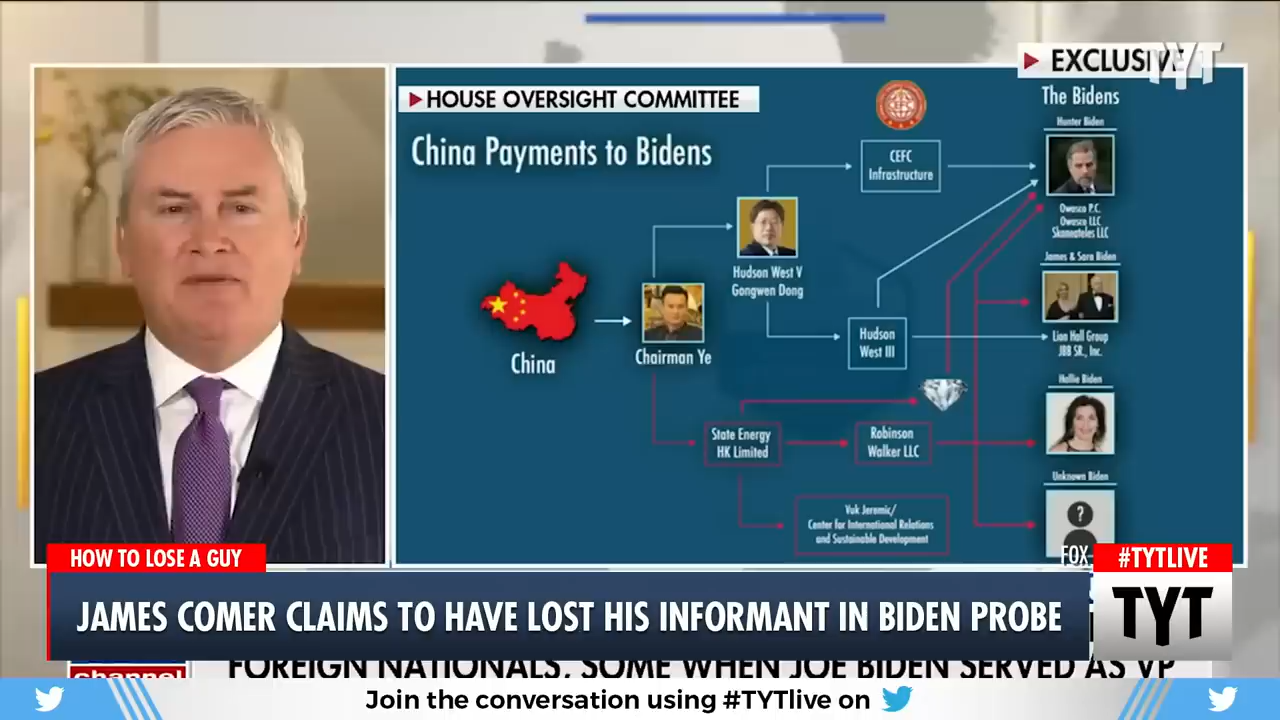 EXCLUSIVE
TYT
HOUSE OVERSIGHT COMMITTEE
China Payments to Bidens
The Bidens
Hunter Biden
CEFC
Infrastructure
Owasco P.C.
Owasco LLC
Skaneateles LLC
Hudson West V
Gongwen Dong
James & Sara Biden
China
Chairman Ye
Hudson
West III
Lion Hall Group
JBB SR., Inc.
Hallie Biden
State Energy
HK Limited
Robinson
Walker LLC
Unknown Biden
?
Vuk Jeremic/
Center for International Relations
and Sustainable Development
FOX
HOW TO LOSE A GUY
#TYTLIVE
JAMES COMER CLAIMS TO HAVE LOST HIS INFORMANT IN BIDEN PROBE
TYT
channel
FOREIGN NATIONALS, SOME WHEN JOE BIDEN SERVED AS VP
Join the conversation using #TYTlive on